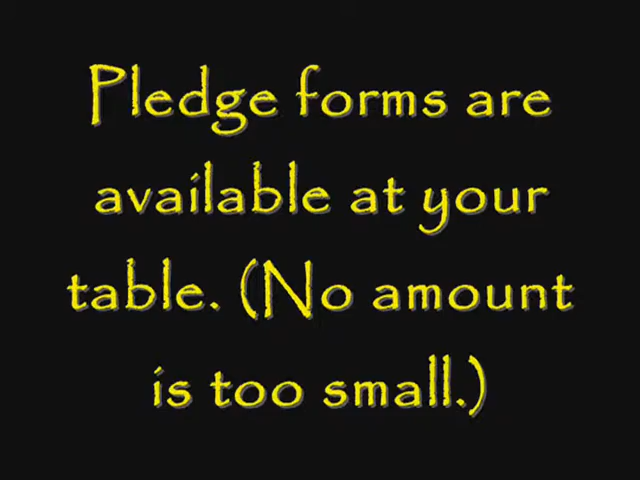 Pledge forms are
available at your
table. (No amount
is too small.)